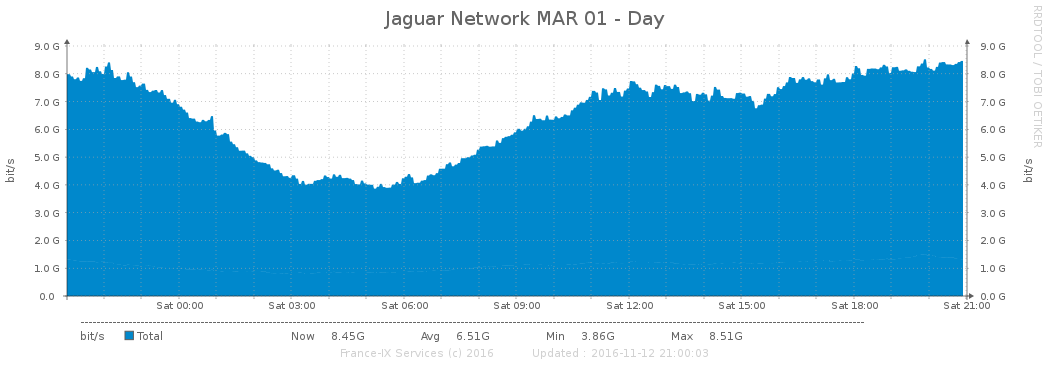 Jaguar Network MAR 01 - Day
RRDTOOL / TOBI OETIKER
9.0 G 9.0 G
8.0 G 8.0 G
7.0 G 7.0 G
6.0 G 6.0 G
5.0 G 5.0 G
4.0 G 4.0 G
3.0 G 3.0 G
2.0 G 2.0 G
1.0 G 1.0 G
0.0 0.0 G
bit/s bit/s
Sat 00:00 Sat 03:00 Sat 06:00 Sat 09:00 Sat 12:00 Sat 15:00 Sat 18:00 Sat 21:00
bit/s Total Now 8.45G Avg 6.51G Min 3.86G Max 8.51G
France-IX Services (c) 2016 Updated : 2016-11-12 21:00:03